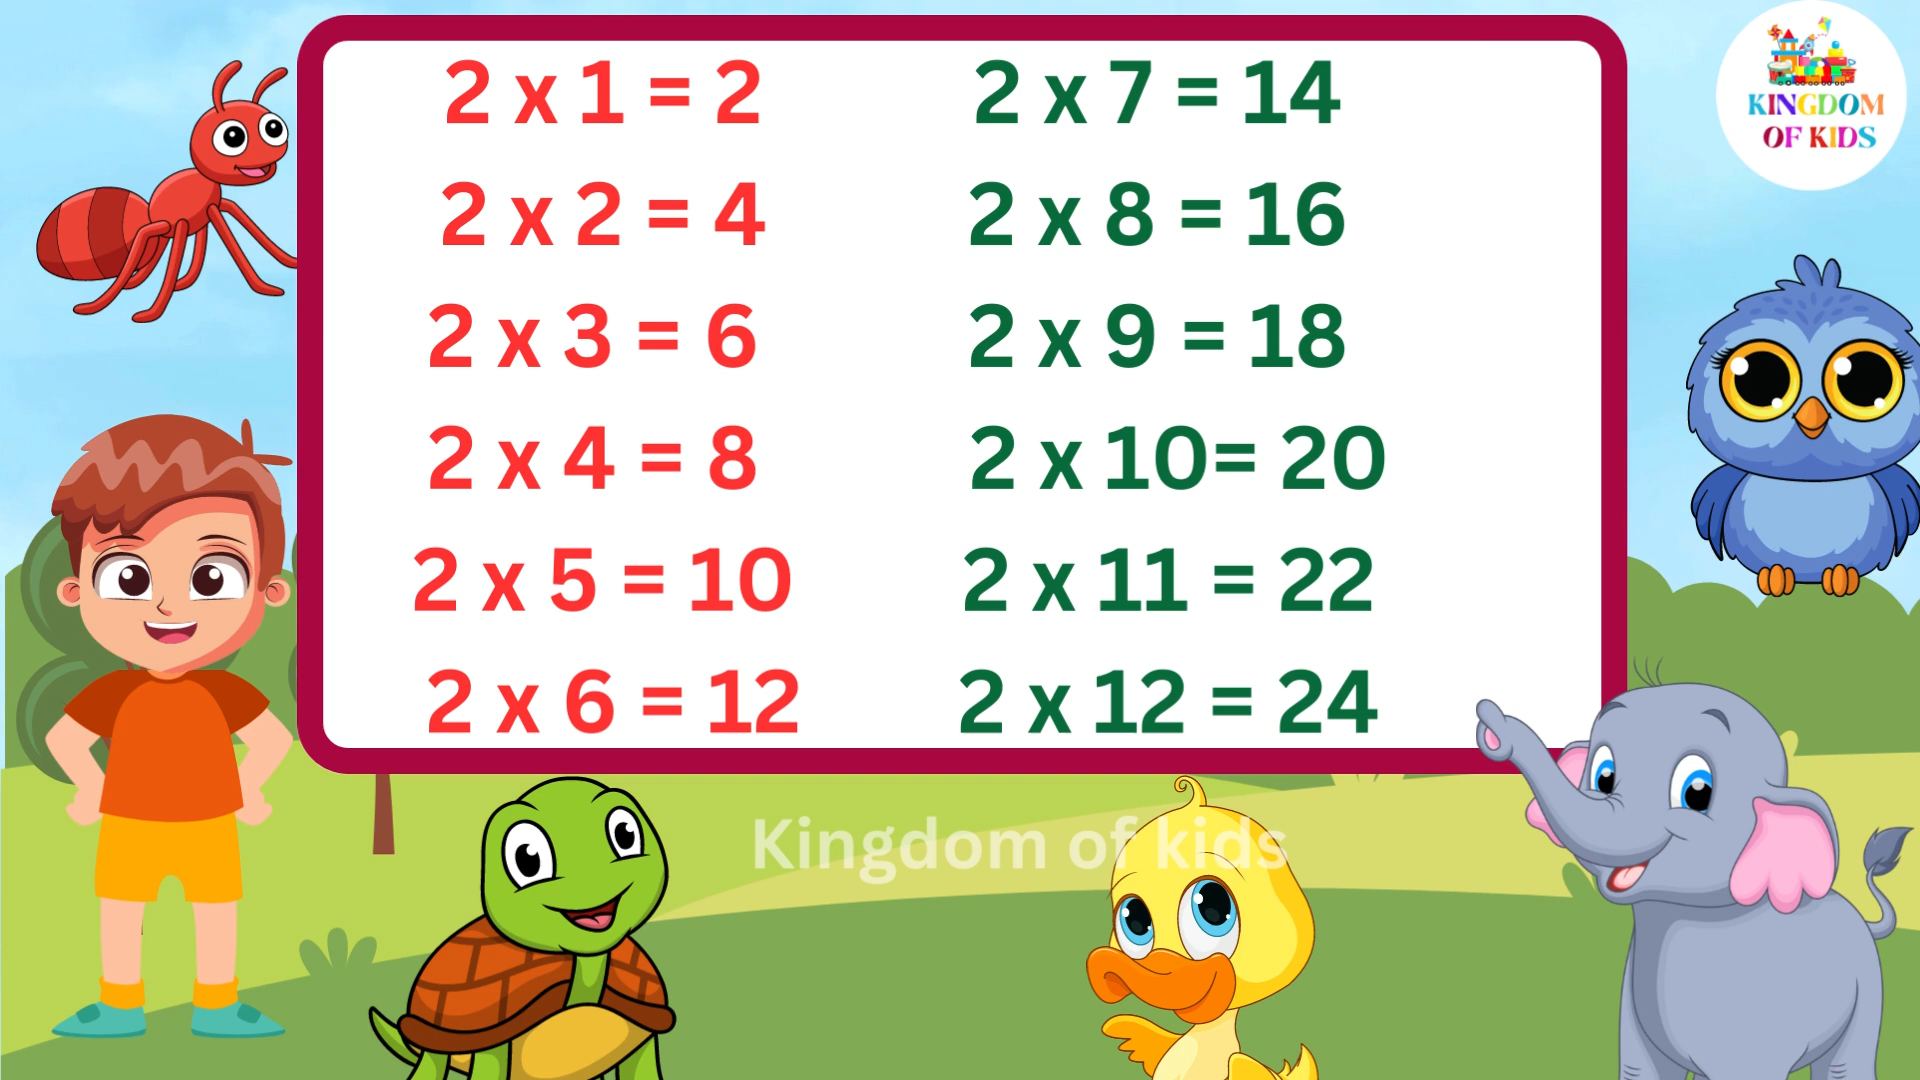 2 x 1 = 2
2 x 2 = 4
2 x 3 = 6
2 x 4 = 8
2 x 5 = 10
2 x 6 = 12
2 x 7 = 14
2 x 8 = 16
2 x 9 = 18
2 x 10= 20
2 x 11 = 22
2 x 12 = 24
KINGDOM
OF KIDS
Kingdom of kids